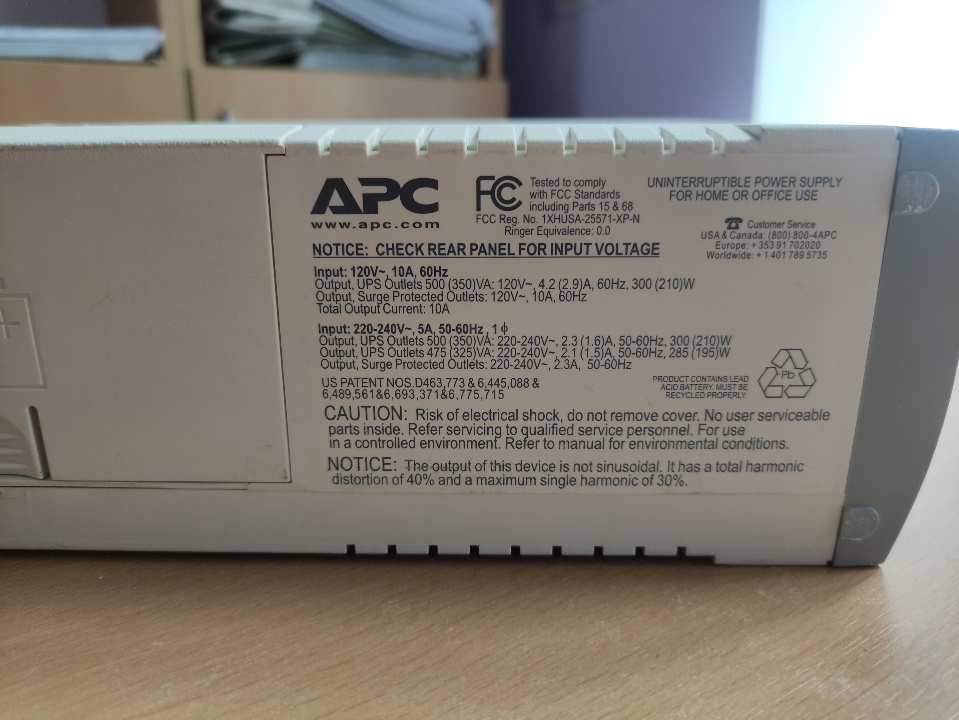 APC
www.apc.com
FCC
Tested to comply
with FCC Standards
including Parts 15 & 68
FCC Reg. No. 1XHUSA-25571-XP-N
Ringer Equivalence: 0.0
UNINTERRUPTIBLE POWER SUPPLY
FOR HOME OR OFFICE USE
Customer Service
USA & Canada: (800) 800-4APC
Europe: +353 91 702020
Worldwide: +1 401 789 5735
NOTICE: CHECK REAR PANEL FOR INPUT VOLTAGE
Input: 120V~, 10A, 60Hz
Output, UPS Outlets 500 (350)VA: 120V~, 4.2 (2.9)A, 60Hz, 300 (210)W
Output, Surge Protected Outlets: 120V~, 10A, 60Hz
Total Output Current: 10A
Input: 220-240V~, 5A, 50-60Hz , 1 ϕ
Output, UPS Outlets 500 (350)VA: 220-240V~, 2.3 (1.6)A, 50-60Hz, 300 (210)W
Output, UPS Outlets 475 (325)VA: 220-240V~, 2.1 (1.5)A, 50-60Hz, 285 (195)W
Output, Surge Protected Outlets: 220-240V~, 2.3A, 50-60Hz
US PATENT NOS.D463,773 & 6,445,088 &
6,489,561&6,693,371&6,775,715
PRODUCT CONTAINS LEAD
ACID BATTERY. MUST BE
RECYCLED PROPERLY.
Pb
CAUTION: Risk of electrical shock, do not remove cover. No user serviceable
parts inside. Refer servicing to qualified service personnel. For use
in a controlled environment. Refer to manual for environmental conditions.
NOTICE: The output of this device is not sinusoidal. It has a total harmonic
distortion of 40% and a maximum single harmonic of 30%.